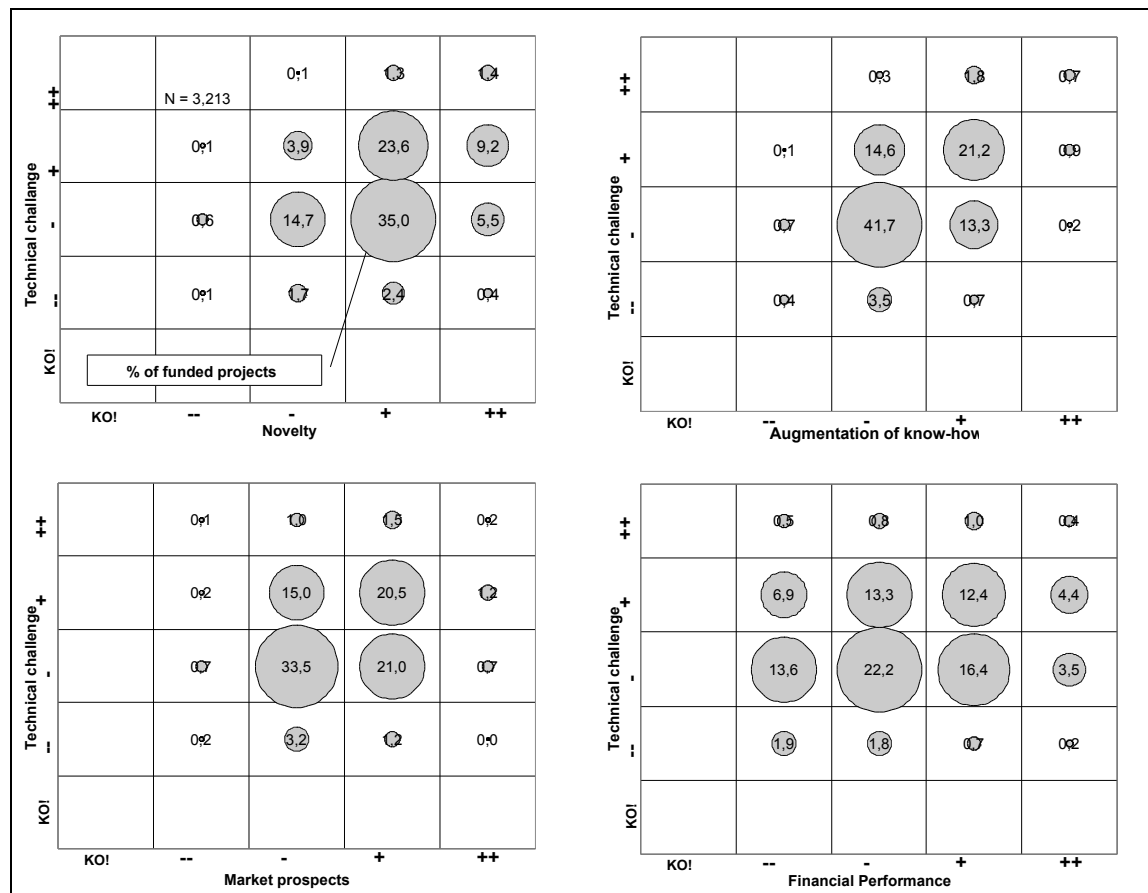 0,1 1,3 1,4
N = 3,213
++
0,1 3,9 23,6 9,2
+
Technical challange
0,6 14,7 35,0 5,5
-
0,1 1,7 2,4 0,4
--
% of funded projects
KO!
KO! -- - + ++
Novelty
0,3 1,8 0,7
++
0,1 14,6 21,2 0,9
+
Technical challenge
0,7 41,7 13,3 0,2
-
0,4 3,5 0,7
--
KO!
KO! -- - + ++
Augmentation of know-how
0,1 1,0 1,5 0,2
++
0,2 15,0 20,5 1,2
+
Technical challenge
0,7 33,5 21,0 0,7
-
0,2 3,2 1,2 0,0
--
KO!
KO! -- - + ++
Market prospects
0,5 0,8 1,0 0,4
++
6,9 13,3 12,4 4,4
+
Technical challenge
13,6 22,2 16,4 3,5
-
1,9 1,8 0,7 0,2
--
KO!
KO! -- - + ++
Financial Performance